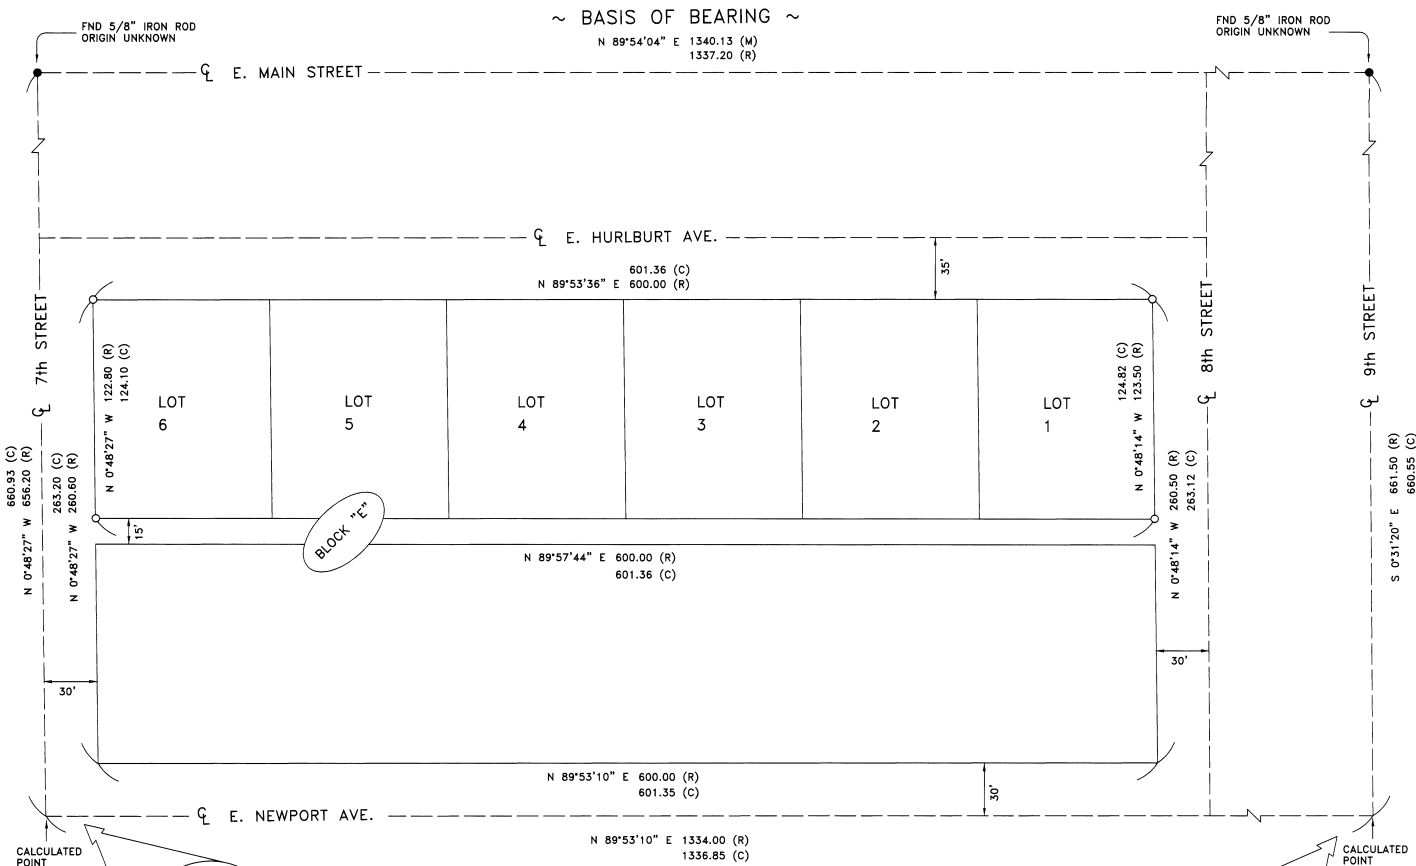 ~ BASIS OF BEARING ~
N 89°54'04" E 1340.13 (M)
1337.20 (R)
FND 5/8" IRON ROD
ORIGIN UNKNOWN
FND 5/8" IRON ROD
ORIGIN UNKNOWN
℄ E. MAIN STREET
℄ E. HURLBURT AVE.
35'
601.36 (C)
N 89°53'36" E 600.00 (R)
℄ 7th STREET
℄ 8th STREET
℄ 9th STREET
N 0°48'27" W 122.80 (R)
124.10 (C)
124.82 (C)
N 0°48'14" W 123.50 (R)
LOT
6
LOT
5
LOT
4
LOT
3
LOT
2
LOT
1
660.93 (C)
N 0°48'27" W 656.20 (R)
263.20 (C)
N 0°48'27" W 260.60 (R)
N 0°48'14" W 260.50 (R)
263.12 (C)
S 0°31'20" E 661.50 (R)
660.55 (C)
15'
BLOCK "E"
N 89°57'44" E 600.00 (R)
601.36 (C)
30'
30'
N 89°53'10" E 600.00 (R)
601.35 (C)
30'
℄ E. NEWPORT AVE.
N 89°53'10" E 1334.00 (R)
1336.85 (C)
CALCULATED
POINT
CALCULATED
POINT